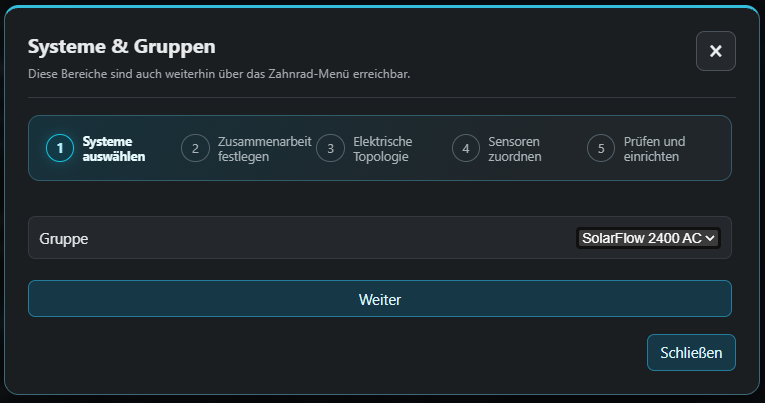 Systeme & Gruppen
Diese Bereiche sind auch weiterhin über das Zahnrad-Menü erreichbar.
×
1 Systeme
auswählen
2 Zusammenarbeit
festlegen
3 Elektrische
Topologie
4 Sensoren
zuordnen
5 Prüfen und
einrichten
Gruppe
SolarFlow 2400 AC
Weiter
Schließen